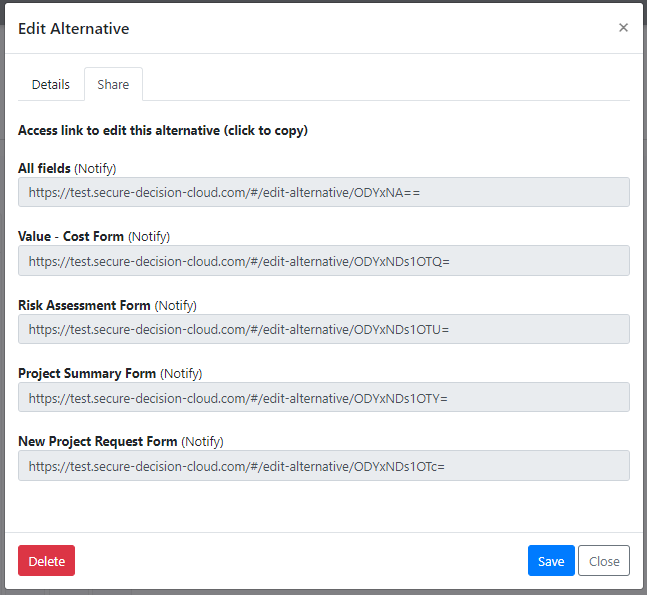 Edit Alternative
×
Details
Share
Access link to edit this alternative (click to copy)
All fields (Notify)
https://test.secure-decision-cloud.com/#/edit-alternative/ODYxNA==
Value - Cost Form (Notify)
https://test.secure-decision-cloud.com/#/edit-alternative/ODYxNDs1OTQ=
Risk Assessment Form (Notify)
https://test.secure-decision-cloud.com/#/edit-alternative/ODYxNDs1OTU=
Project Summary Form (Notify)
https://test.secure-decision-cloud.com/#/edit-alternative/ODYxNDs1OTY=
New Project Request Form (Notify)
https://test.secure-decision-cloud.com/#/edit-alternative/ODYxNDs1OTc=
Delete
Save
Close